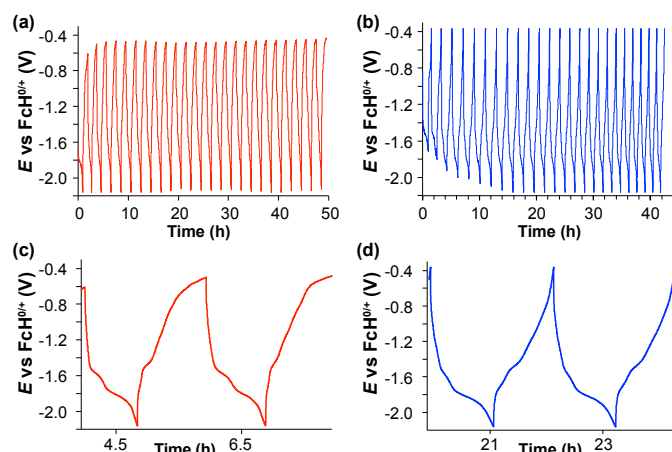 (a)
E vs FcH0/+ (V)
-0.4
-0.8
-1.2
-1.6
-2.0
0 10 20 30 40 50
Time (h)
(b)
E vs FcH0/+ (V)
-0.4
-0.8
-1.2
-1.6
-2.0
0 10 20 30 40
Time (h)
(c)
E vs FcH0/+ (V)
-0.4
-0.8
-1.2
-1.6
-2.0
4.5 6.5
Time (h)
(d)
E vs FcH0/+ (V)
-0.4
-0.8
-1.2
-1.6
-2.0
21 23
Time (h)